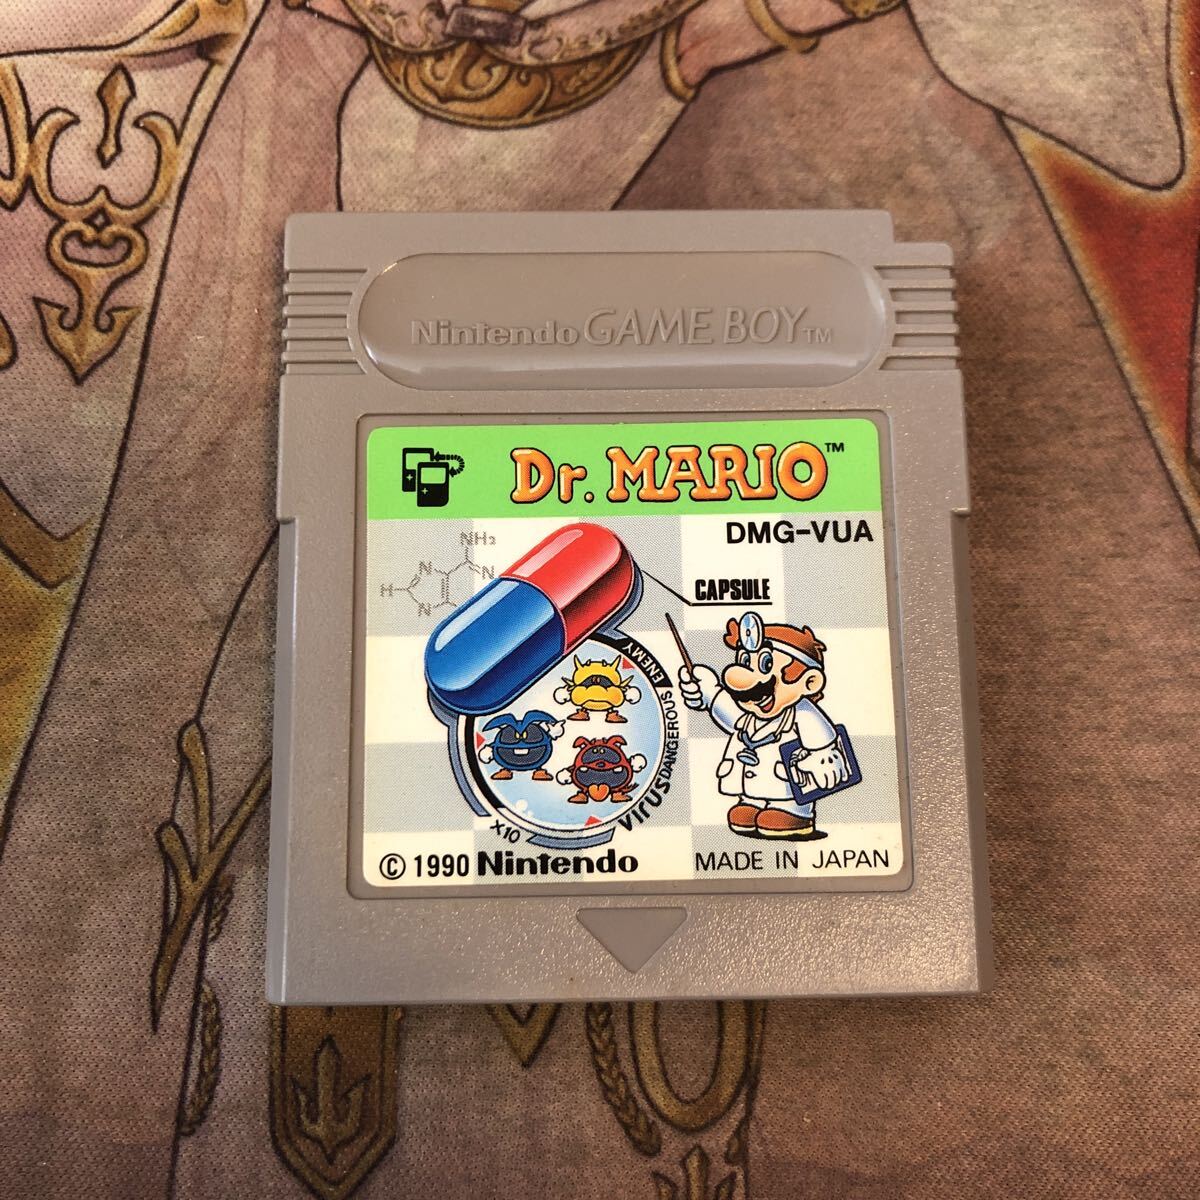 Nintendo GAME BOY™
Dr. MARIO™
DMG-VUA
NH₂
N
N
H
N
CAPSULE
VIRUS DANGEROUS ENEMY
X10
© 1990 Nintendo
MADE IN JAPAN